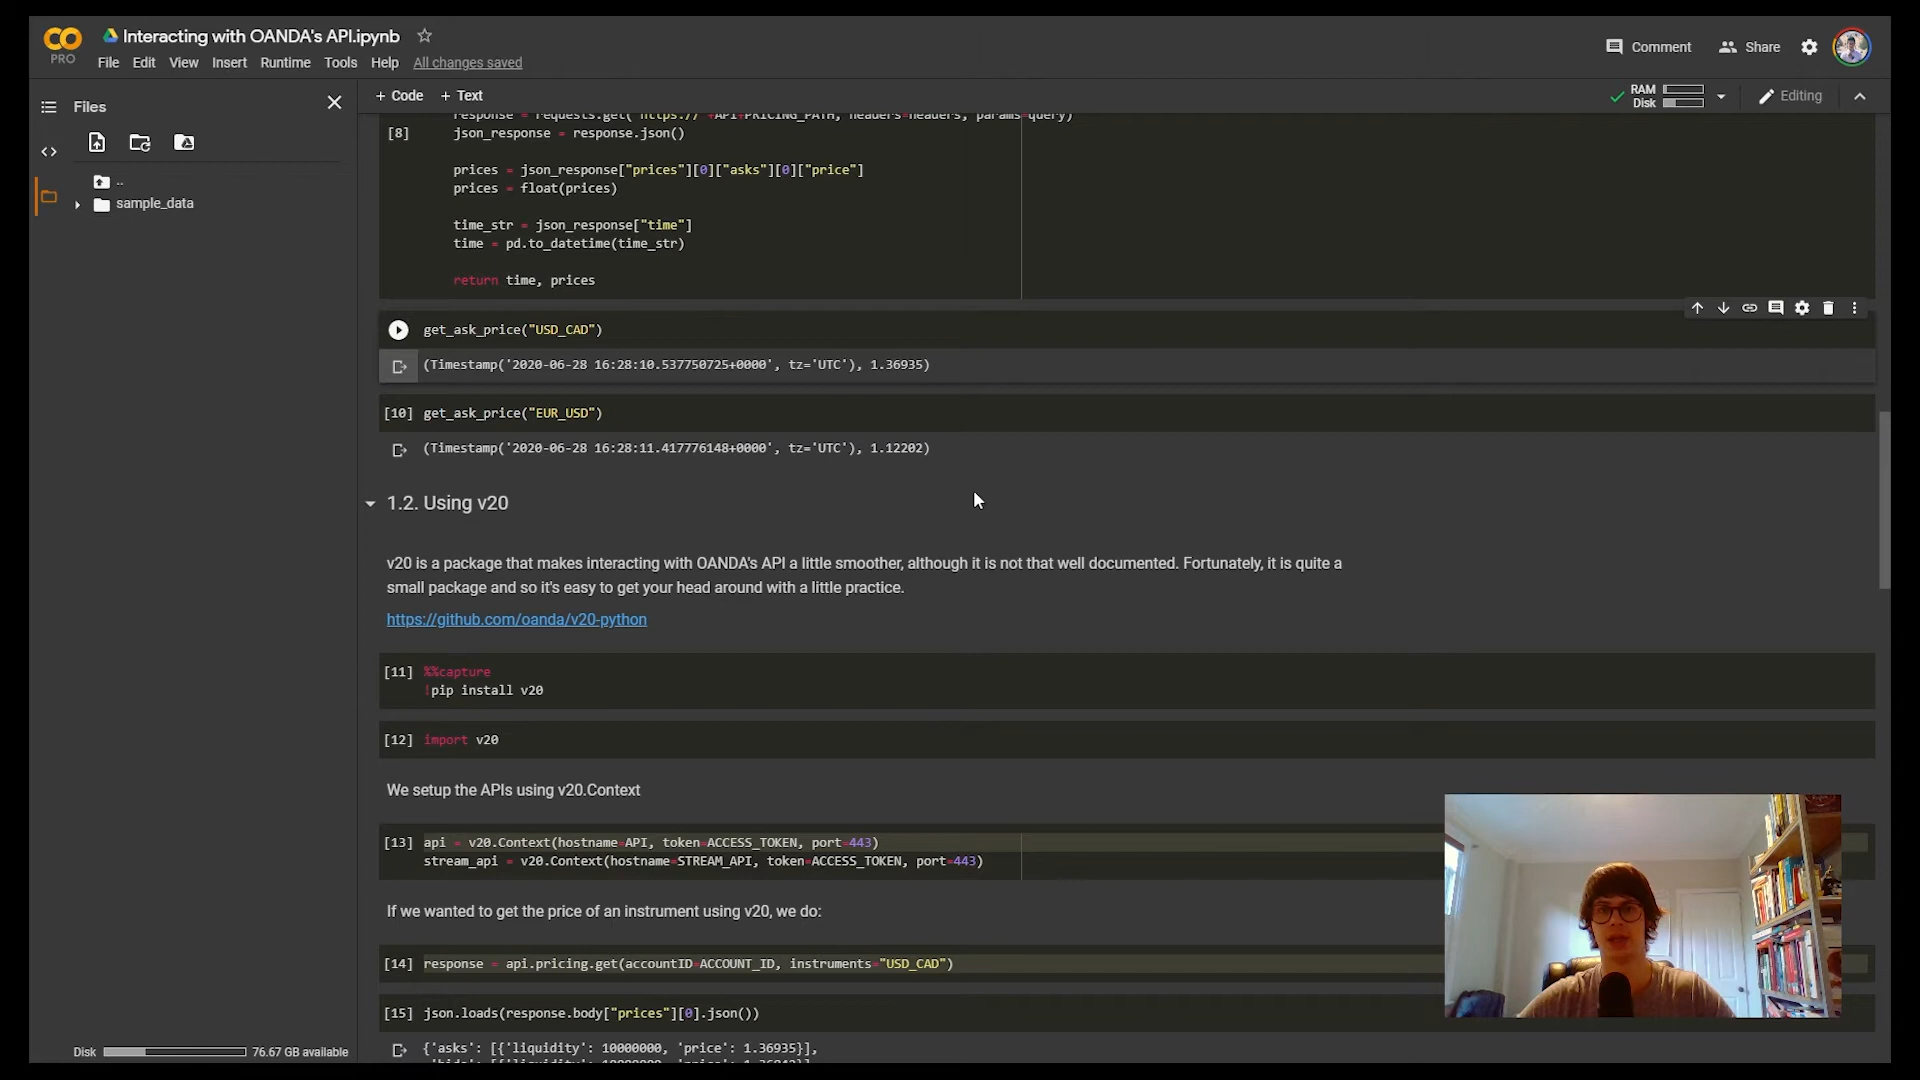 Interacting with OANDA's API.ipynb
PRO
File Edit View Insert Runtime Tools Help All changes saved
Comment Share
Files
+ Code + Text
RAM
Disk
Editing
..
sample_data
response = requests.get("https://"+API+PRICING_PATH, headers=headers, params=query)
[8] json_response = response.json()
prices = json_response["prices"][0]["asks"][0]["price"]
prices = float(prices)
time_str = json_response["time"]
time = pd.to_datetime(time_str)
return time, prices
get_ask_price("USD_CAD")
(Timestamp('2020-06-28 16:28:10.537750725+0000', tz='UTC'), 1.36935)
[10] get_ask_price("EUR_USD")
(Timestamp('2020-06-28 16:28:11.417776148+0000', tz='UTC'), 1.12202)
1.2. Using v20
v20 is a package that makes interacting with OANDA's API a little smoother, although it is not that well documented. Fortunately, it is quite a
small package and so it's easy to get your head around with a little practice.
https://github.com/oanda/v20-python
[11] %%capture
!pip install v20
[12] import v20
We setup the APIs using v20.Context
[13] api = v20.Context(hostname=API, token=ACCESS_TOKEN, port=443)
stream_api = v20.Context(hostname=STREAM_API, token=ACCESS_TOKEN, port=443)
If we wanted to get the price of an instrument using v20, we do:
[14] response = api.pricing.get(accountID=ACCOUNT_ID, instruments="USD_CAD")
[15] json.loads(response.body["prices"][0].json())
{'asks': [{'liquidity': 10000000, 'price': 1.36935}],
Disk 76.67 GB available